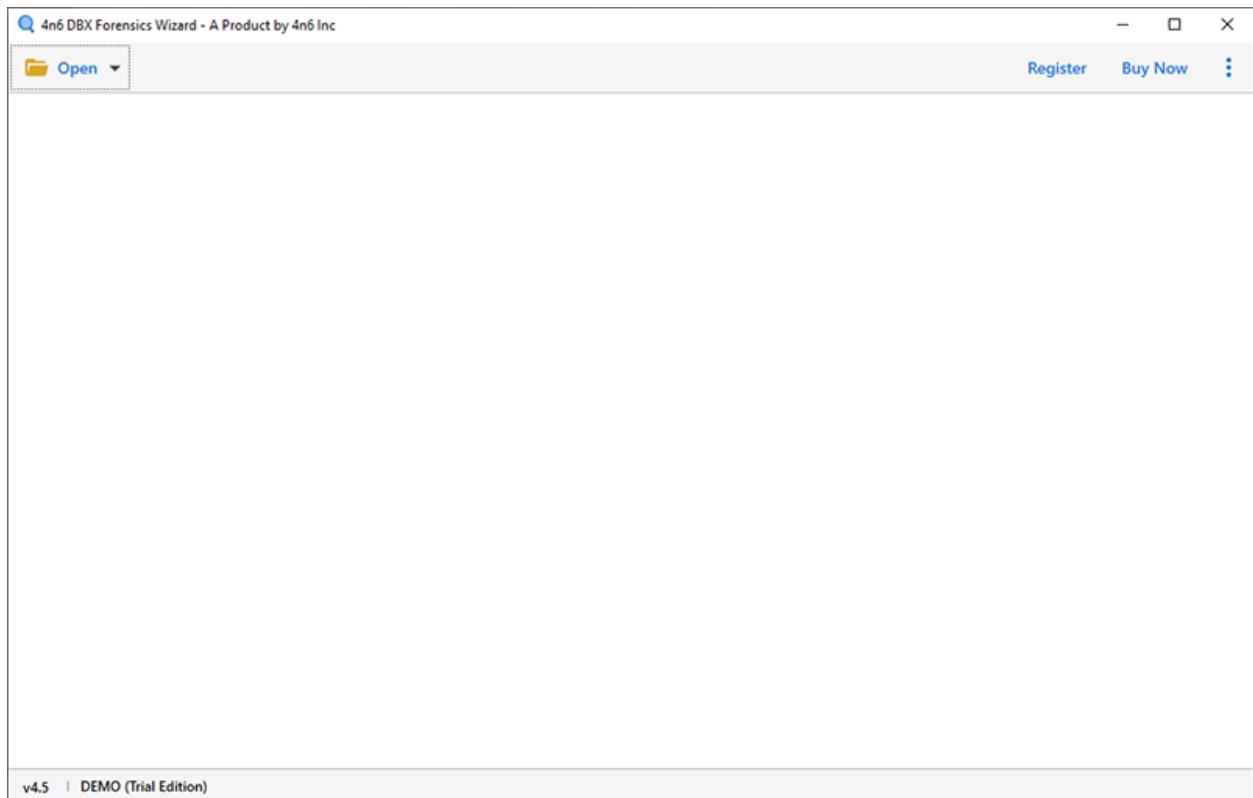 4n6 DBX Forensics Wizard - A Product by 4n6 Inc
Open Register Buy Now
v4.5 | DEMO (Trial Edition)